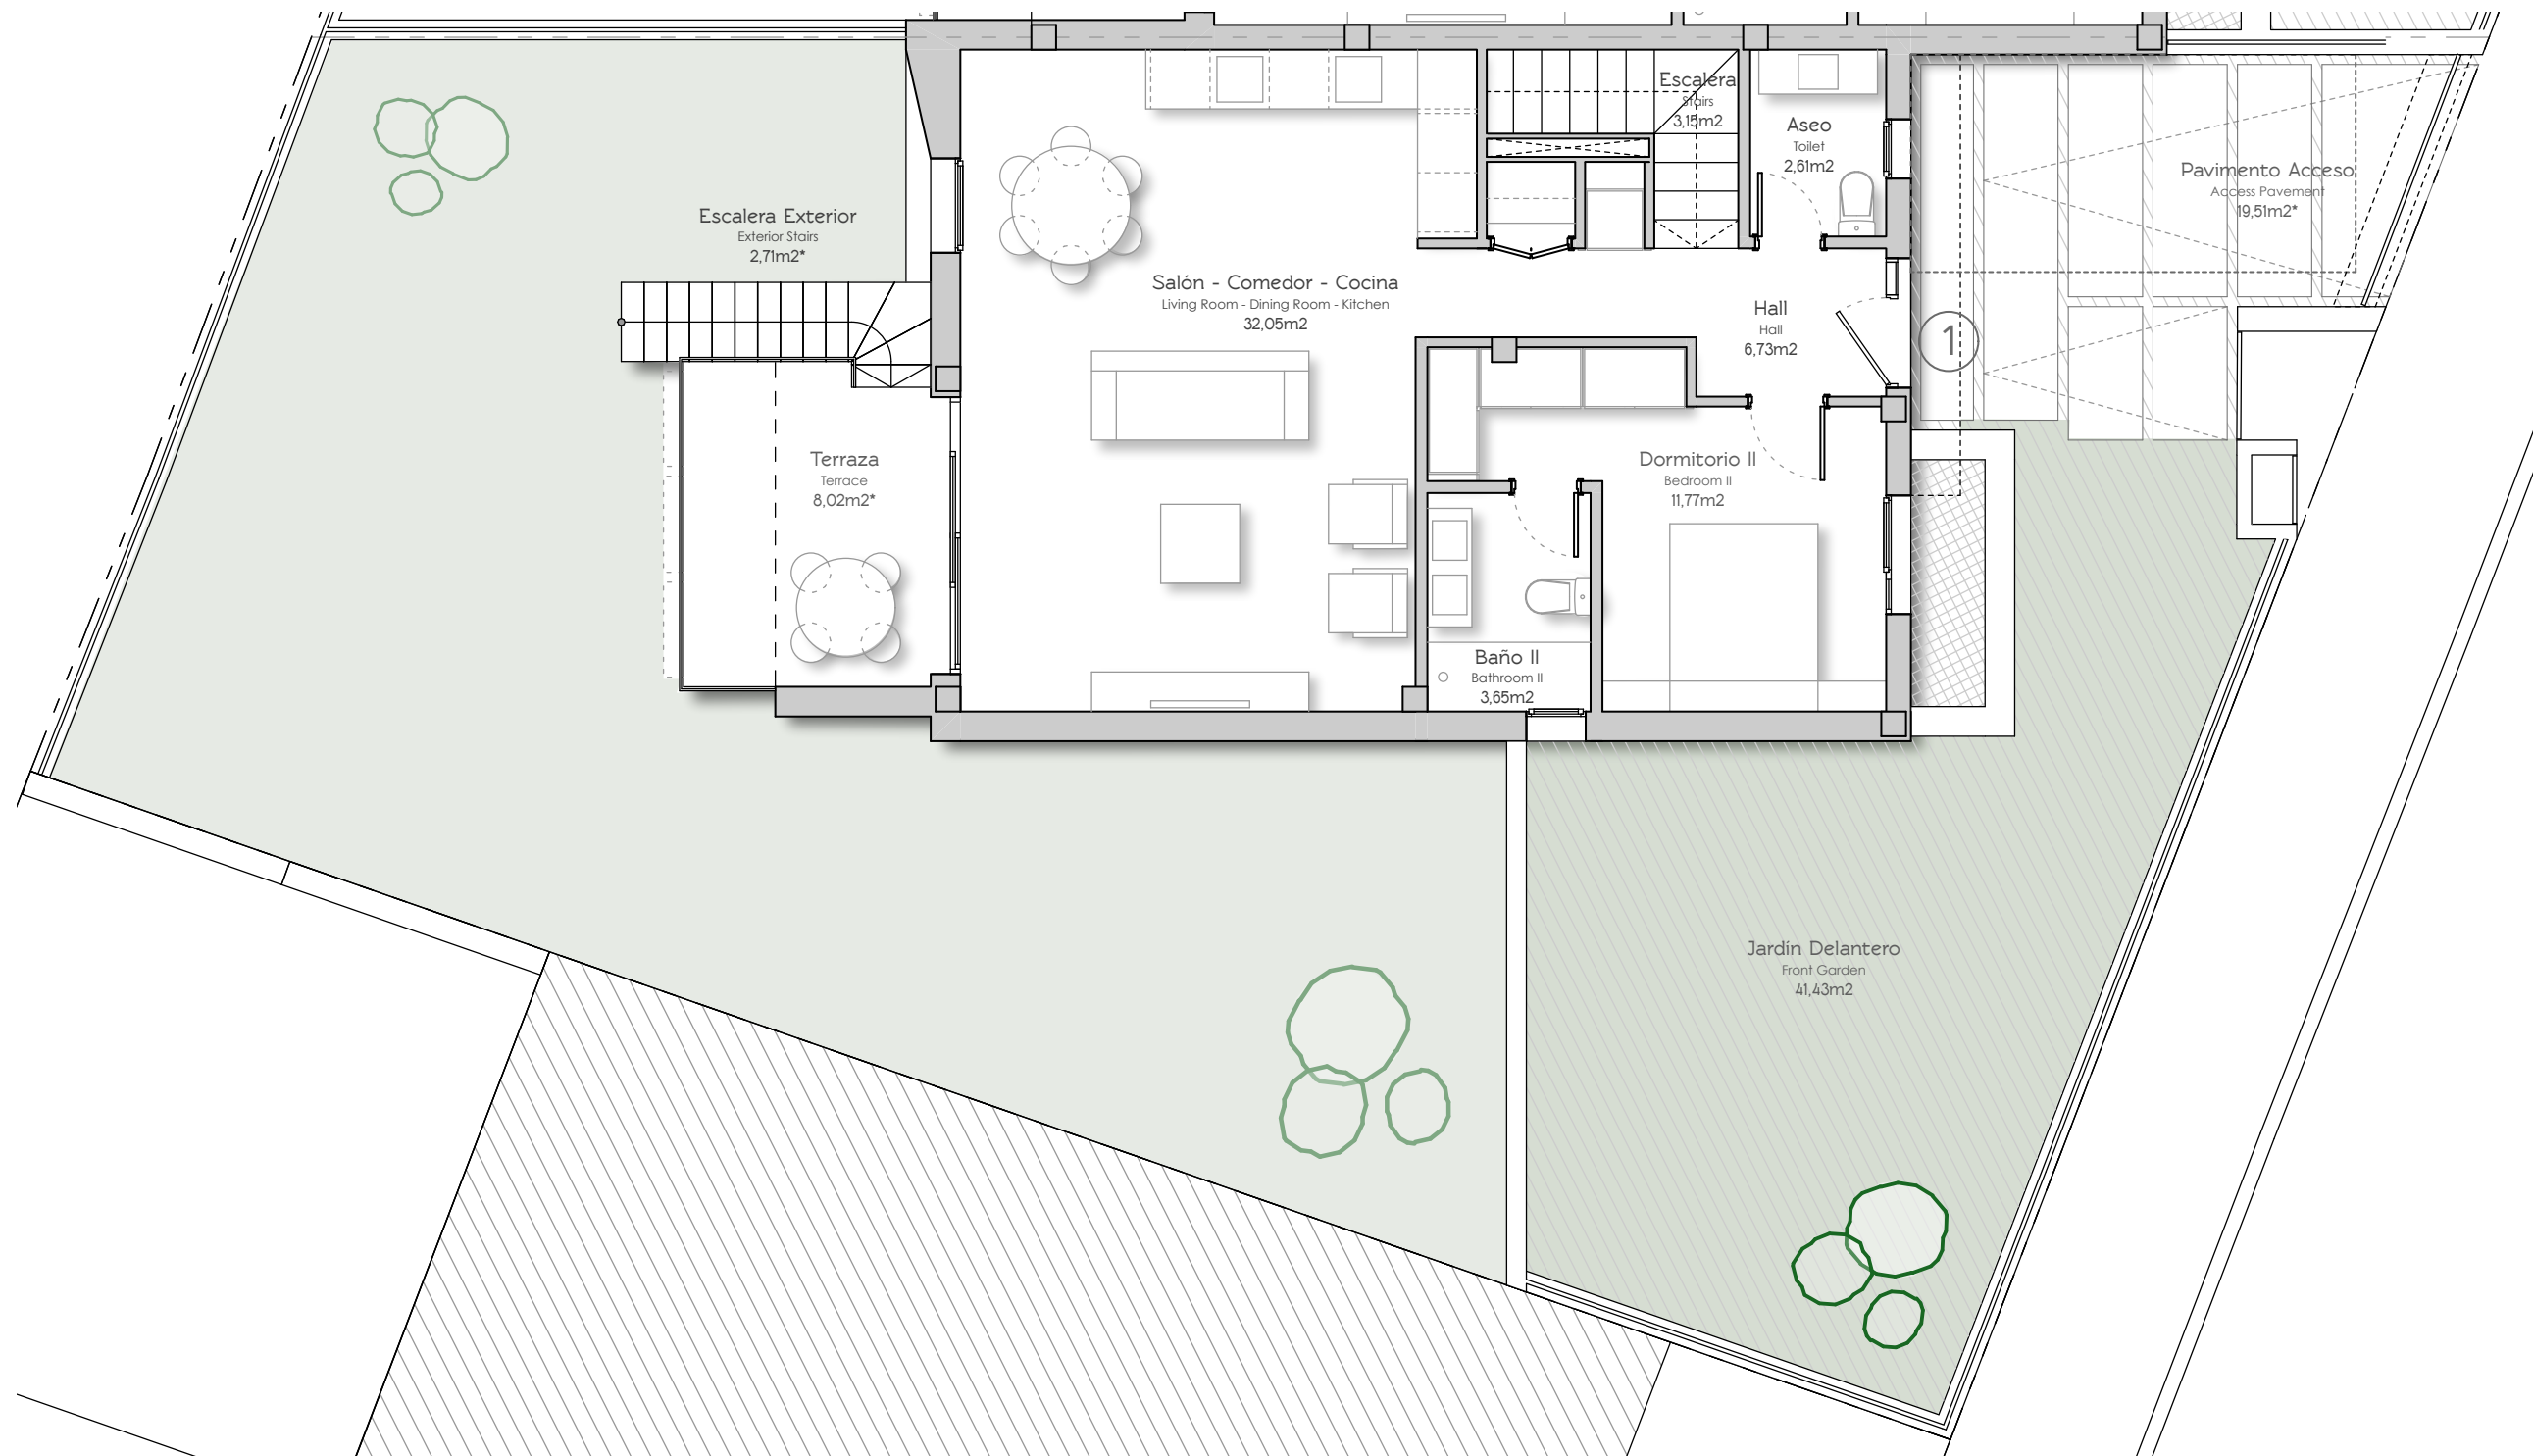 Escalera
Stairs
3,15m2
Aseo
Toilet
2,61m2
Pavimento Acceso
Access Pavement
19,51m2*
Escalera Exterior
Exterior Stairs
2,71m2*
Salón - Comedor - Cocina
Living Room - Dining Room - Kitchen
32,05m2
Hall
Hall
6,73m2
1
Terraza
Terrace
8,02m2*
Dormitorio II
Bedroom II
11,77m2
Baño II
Bathroom II
3,65m2
Jardín Delantero
Front Garden
41,43m2